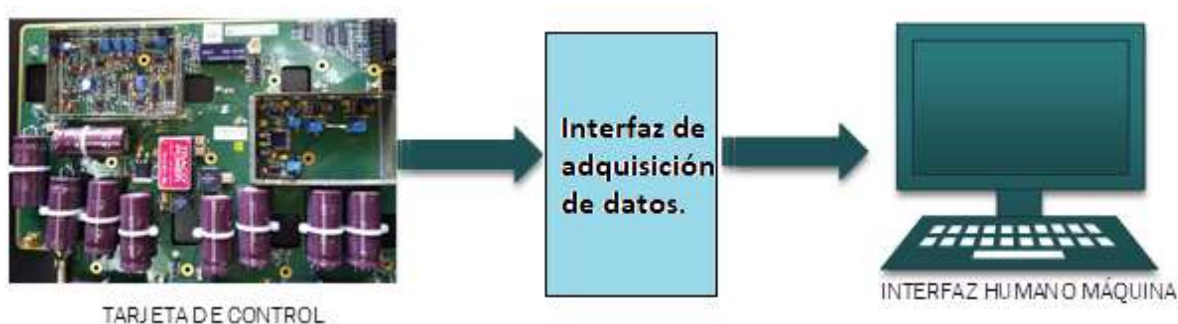 Interfaz de
adquisición
de datos.
INTERFAZ HUMANO MÁQUINA
TARJETA DE CONTROL